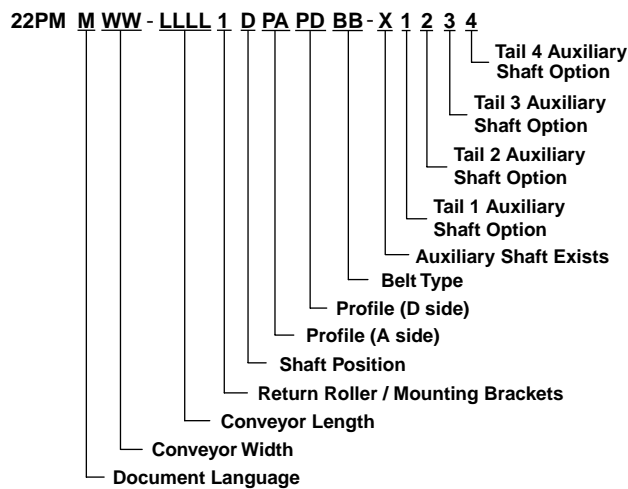 22PM M WW - LLLL 1 D PA PD BB - X 1 2 3 4
Tail 4 Auxiliary
Shaft Option
Tail 3 Auxiliary
Shaft Option
Tail 2 Auxiliary
Shaft Option
Tail 1 Auxiliary
Shaft Option
Auxiliary Shaft Exists
Belt Type
Profile (D side)
Profile (A side)
Shaft Position
Return Roller / Mounting Brackets
Conveyor Length
Conveyor Width
Document Language